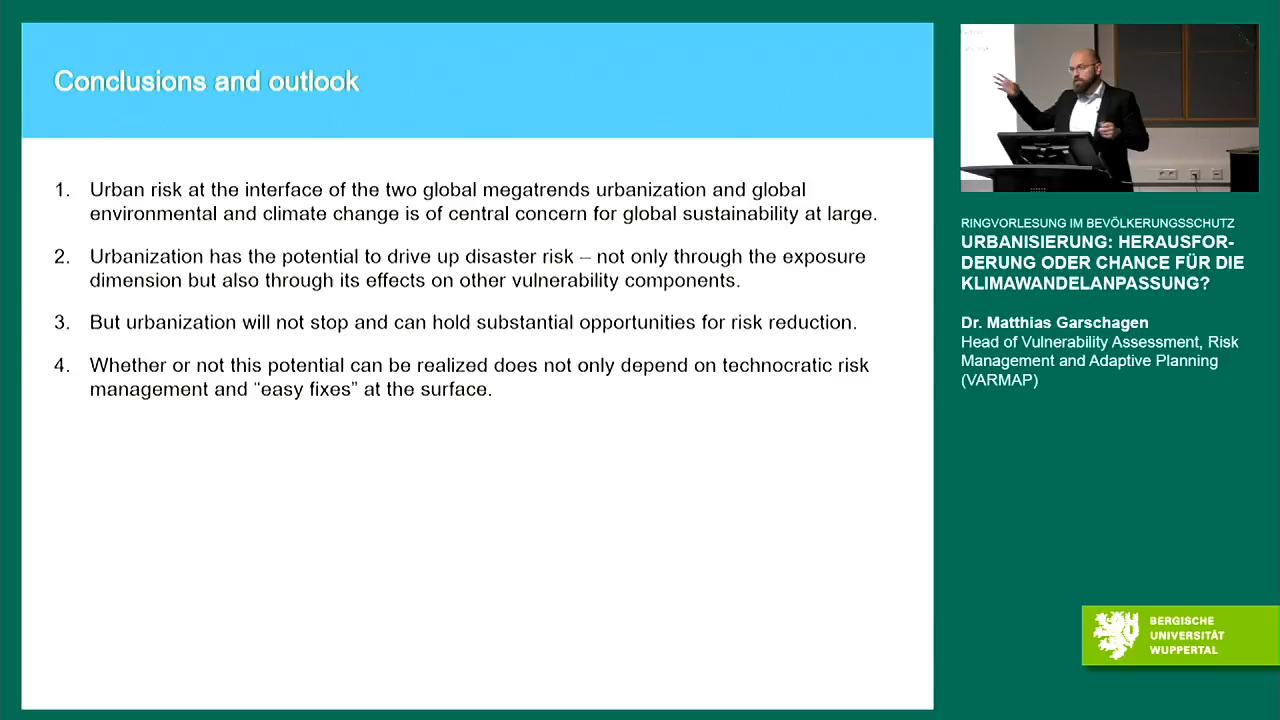 Conclusions and outlook
1. Urban risk at the interface of the two global megatrends urbanization and global
environmental and climate change is of central concern for global sustainability at large.
2. Urbanization has the potential to drive up disaster risk – not only through the exposure
dimension but also through its effects on other vulnerability components.
3. But urbanization will not stop and can hold substantial opportunities for risk reduction.
4. Whether or not this potential can be realized does not only depend on technocratic risk
management and “easy fixes” at the surface.
RINGVORLESUNG IM BEVÖLKERUNGSSCHUTZ
URBANISIERUNG: HERAUSFOR-
DERUNG ODER CHANCE FÜR DIE
KLIMAWANDELANPASSUNG?
Dr. Matthias Garschagen
Head of Vulnerability Assessment, Risk
Management and Adaptive Planning
(VARMAP)
BERGISCHE
UNIVERSITÄT
WUPPERTAL